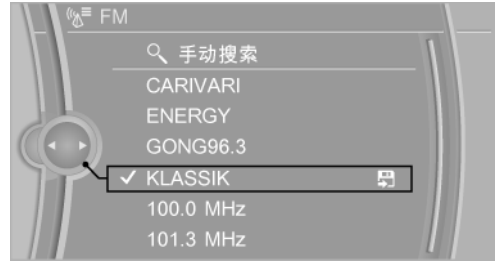 FM
手动搜索
CARIVARI
ENERGY
GONG96.3
KLASSIK
100.0 MHz
101.3 MHz